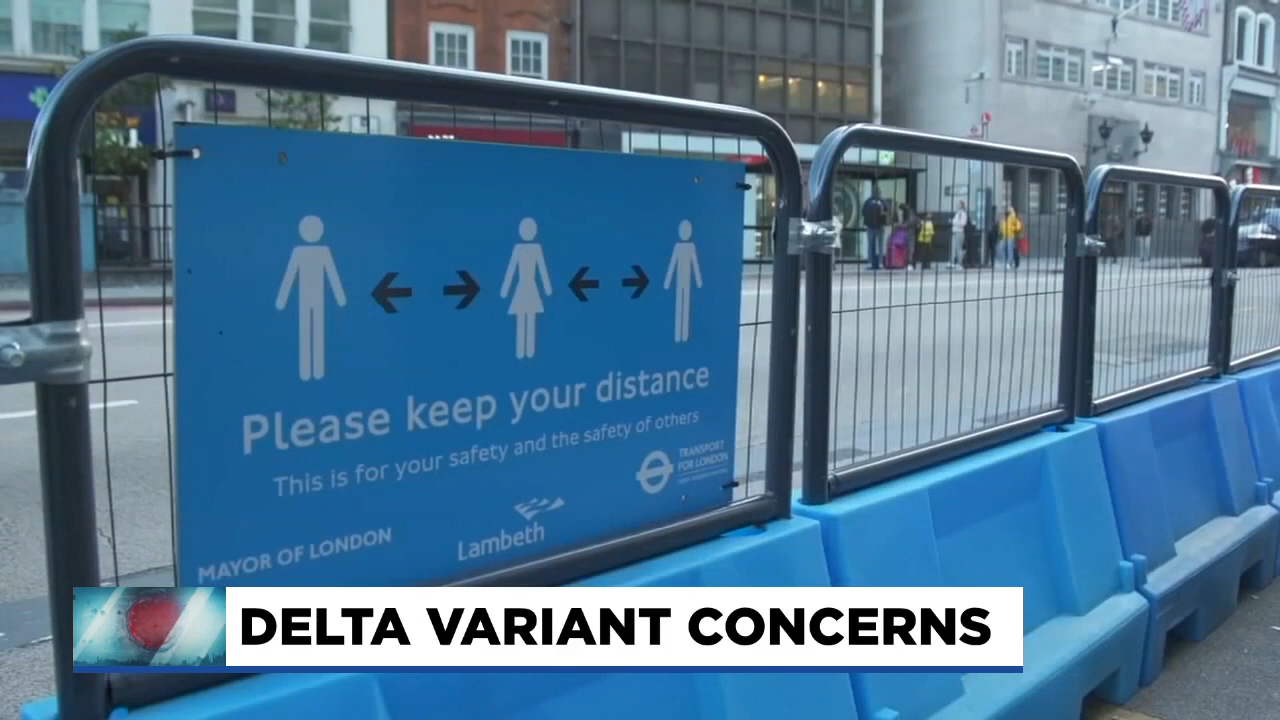 Please keep your distance
This is for your safety and the safety of others
TRANSPORT
FOR LONDON
MAYOR OF LONDON
Lambeth
DELTA VARIANT CONCERNS